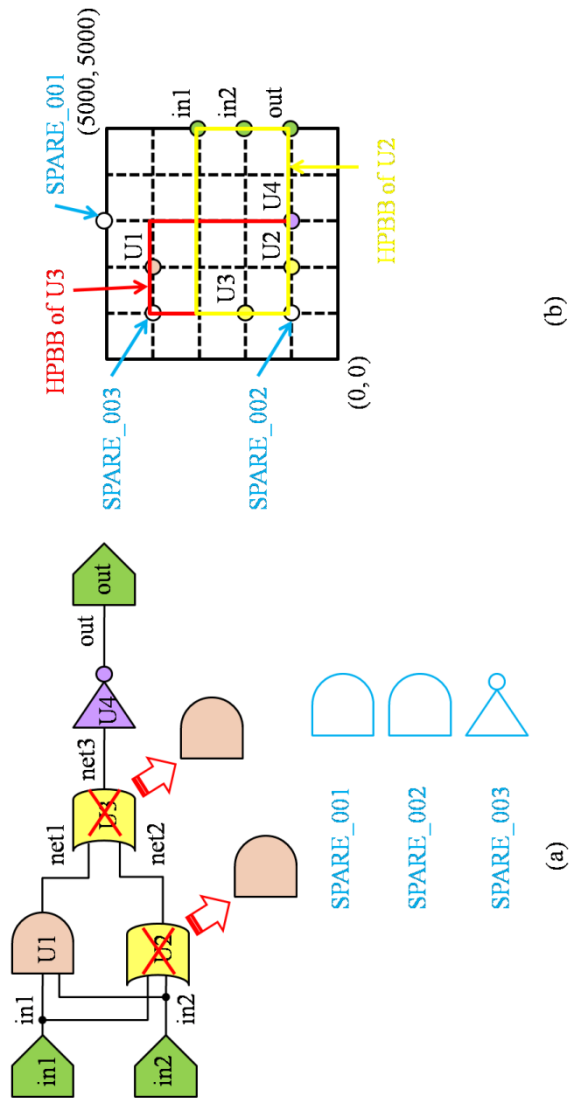 in1
in1
U1
net1
in2
in2
U2
net2
U3
net3
U4
out
out
SPARE_001
SPARE_002
SPARE_003
(a)
SPARE_001
(5000, 5000)
HPBB of U3
SPARE_003
U1
in1
U3
in2
U2
U4
out
SPARE_002
(0, 0)
HPBB of U2
(b)